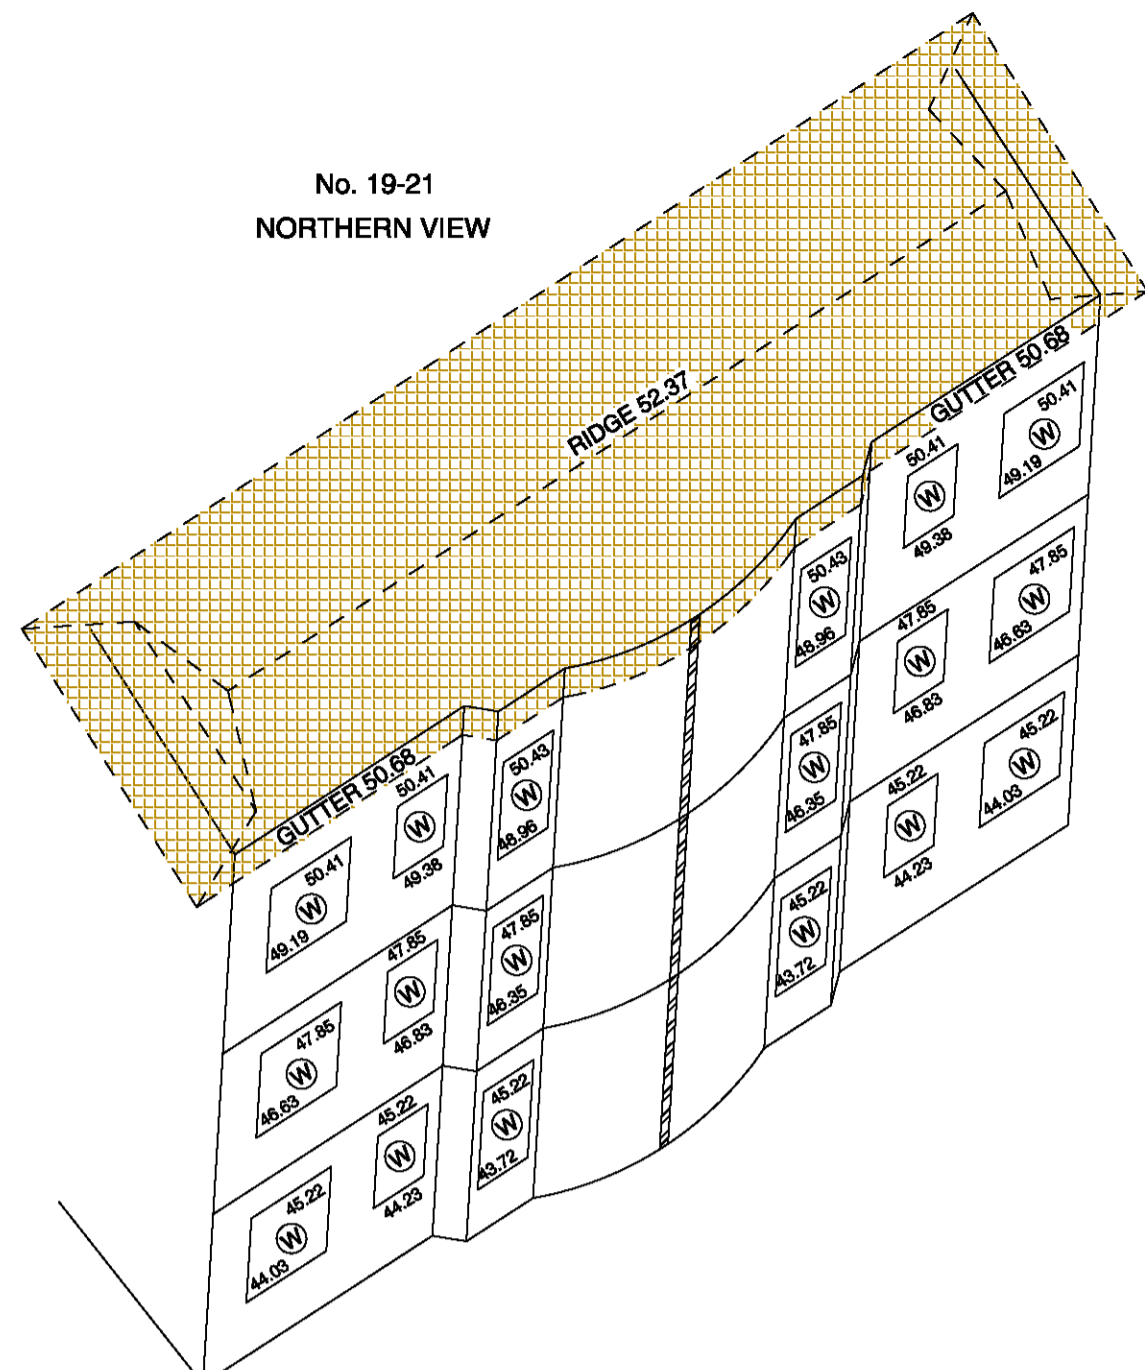 No. 19-21
NORTHERN VIEW
RIDGE 52.37
GUTTER 50.68
50.41
W
49.19
50.41
W
49.38
50.43
W
48.96
47.85
W
46.63
47.85
W
46.83
47.85
W
46.35
45.22
W
44.03
45.22
W
44.23
45.22
W
43.72
GUTTER 50.68
50.41
W
49.19
50.41
W
49.38
50.43
W
48.96
47.85
W
46.63
47.85
W
46.83
47.85
W
46.35
45.22
W
44.03
45.22
W
44.23
45.22
W
43.72